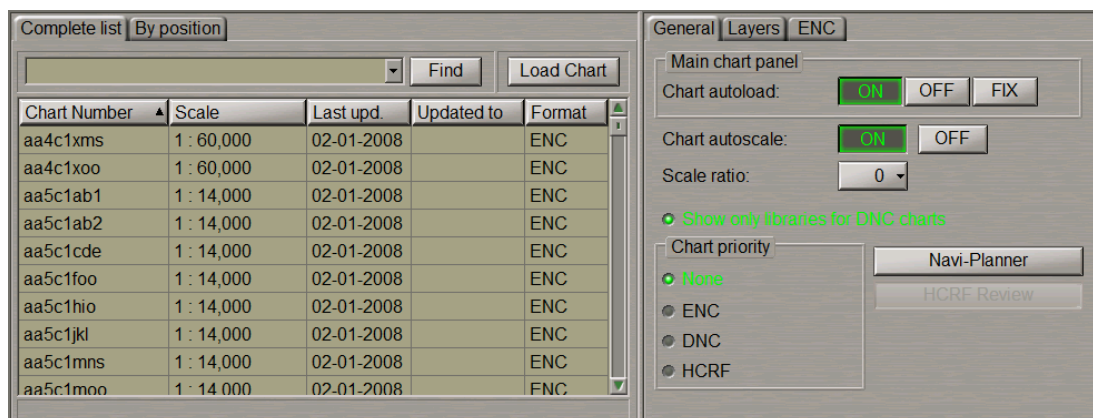 Complete list By position
Find Load Chart
Chart Number Scale Last upd. Updated to Format
aa4c1xms 1 : 60,000 02-01-2008 ENC
aa4c1xoo 1 : 60,000 02-01-2008 ENC
aa5c1ab1 1 : 14,000 02-01-2008 ENC
aa5c1ab2 1 : 14,000 02-01-2008 ENC
aa5c1cde 1 : 14,000 02-01-2008 ENC
aa5c1foo 1 : 14,000 02-01-2008 ENC
aa5c1hio 1 : 14,000 02-01-2008 ENC
aa5c1jkl 1 : 14,000 02-01-2008 ENC
aa5c1mns 1 : 14,000 02-01-2008 ENC
aa5c1moo 1 : 14,000 02-01-2008 ENC
General Layers ENC
Main chart panel
Chart autoload: ON OFF FIX
Chart autoscale: ON OFF
Scale ratio: 0
Show only libraries for DNC charts
Chart priority
None
ENC
DNC
HCRF
Navi-Planner
HCRF Review